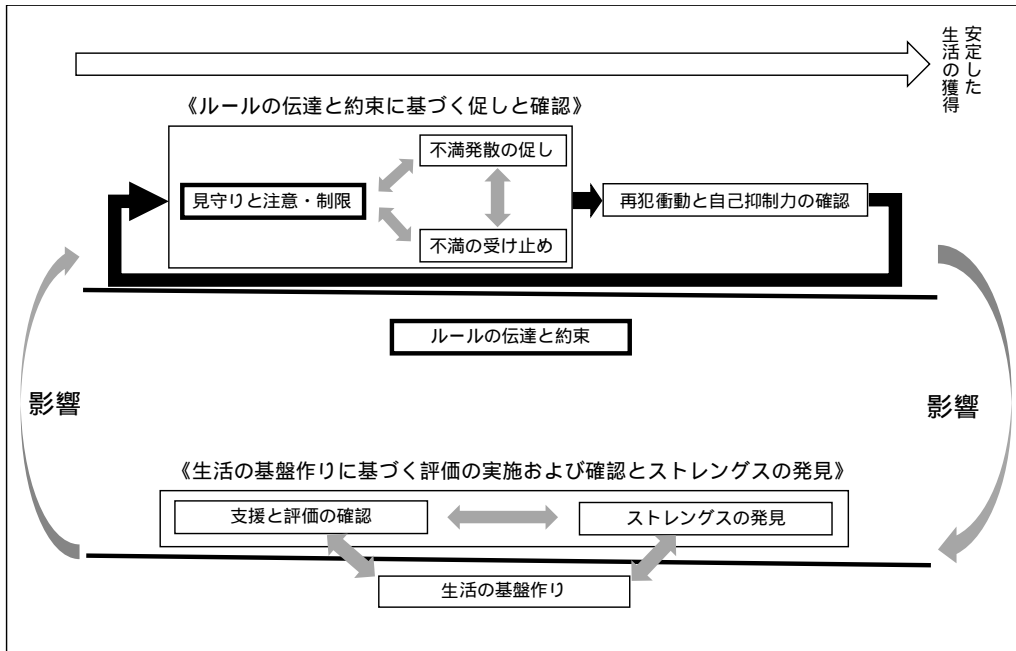 安定した
生活の獲得
《ルールの伝達と約束に基づく促しと確認》
不満発散の促し
見守りと注意・制限
再犯衝動と自己抑制力の確認
不満の受け止め
ルールの伝達と約束
影響
影響
《生活の基盤作りに基づく評価の実施および確認とストレングスの発見》
支援と評価の確認
ストレングスの発見
生活の基盤作り